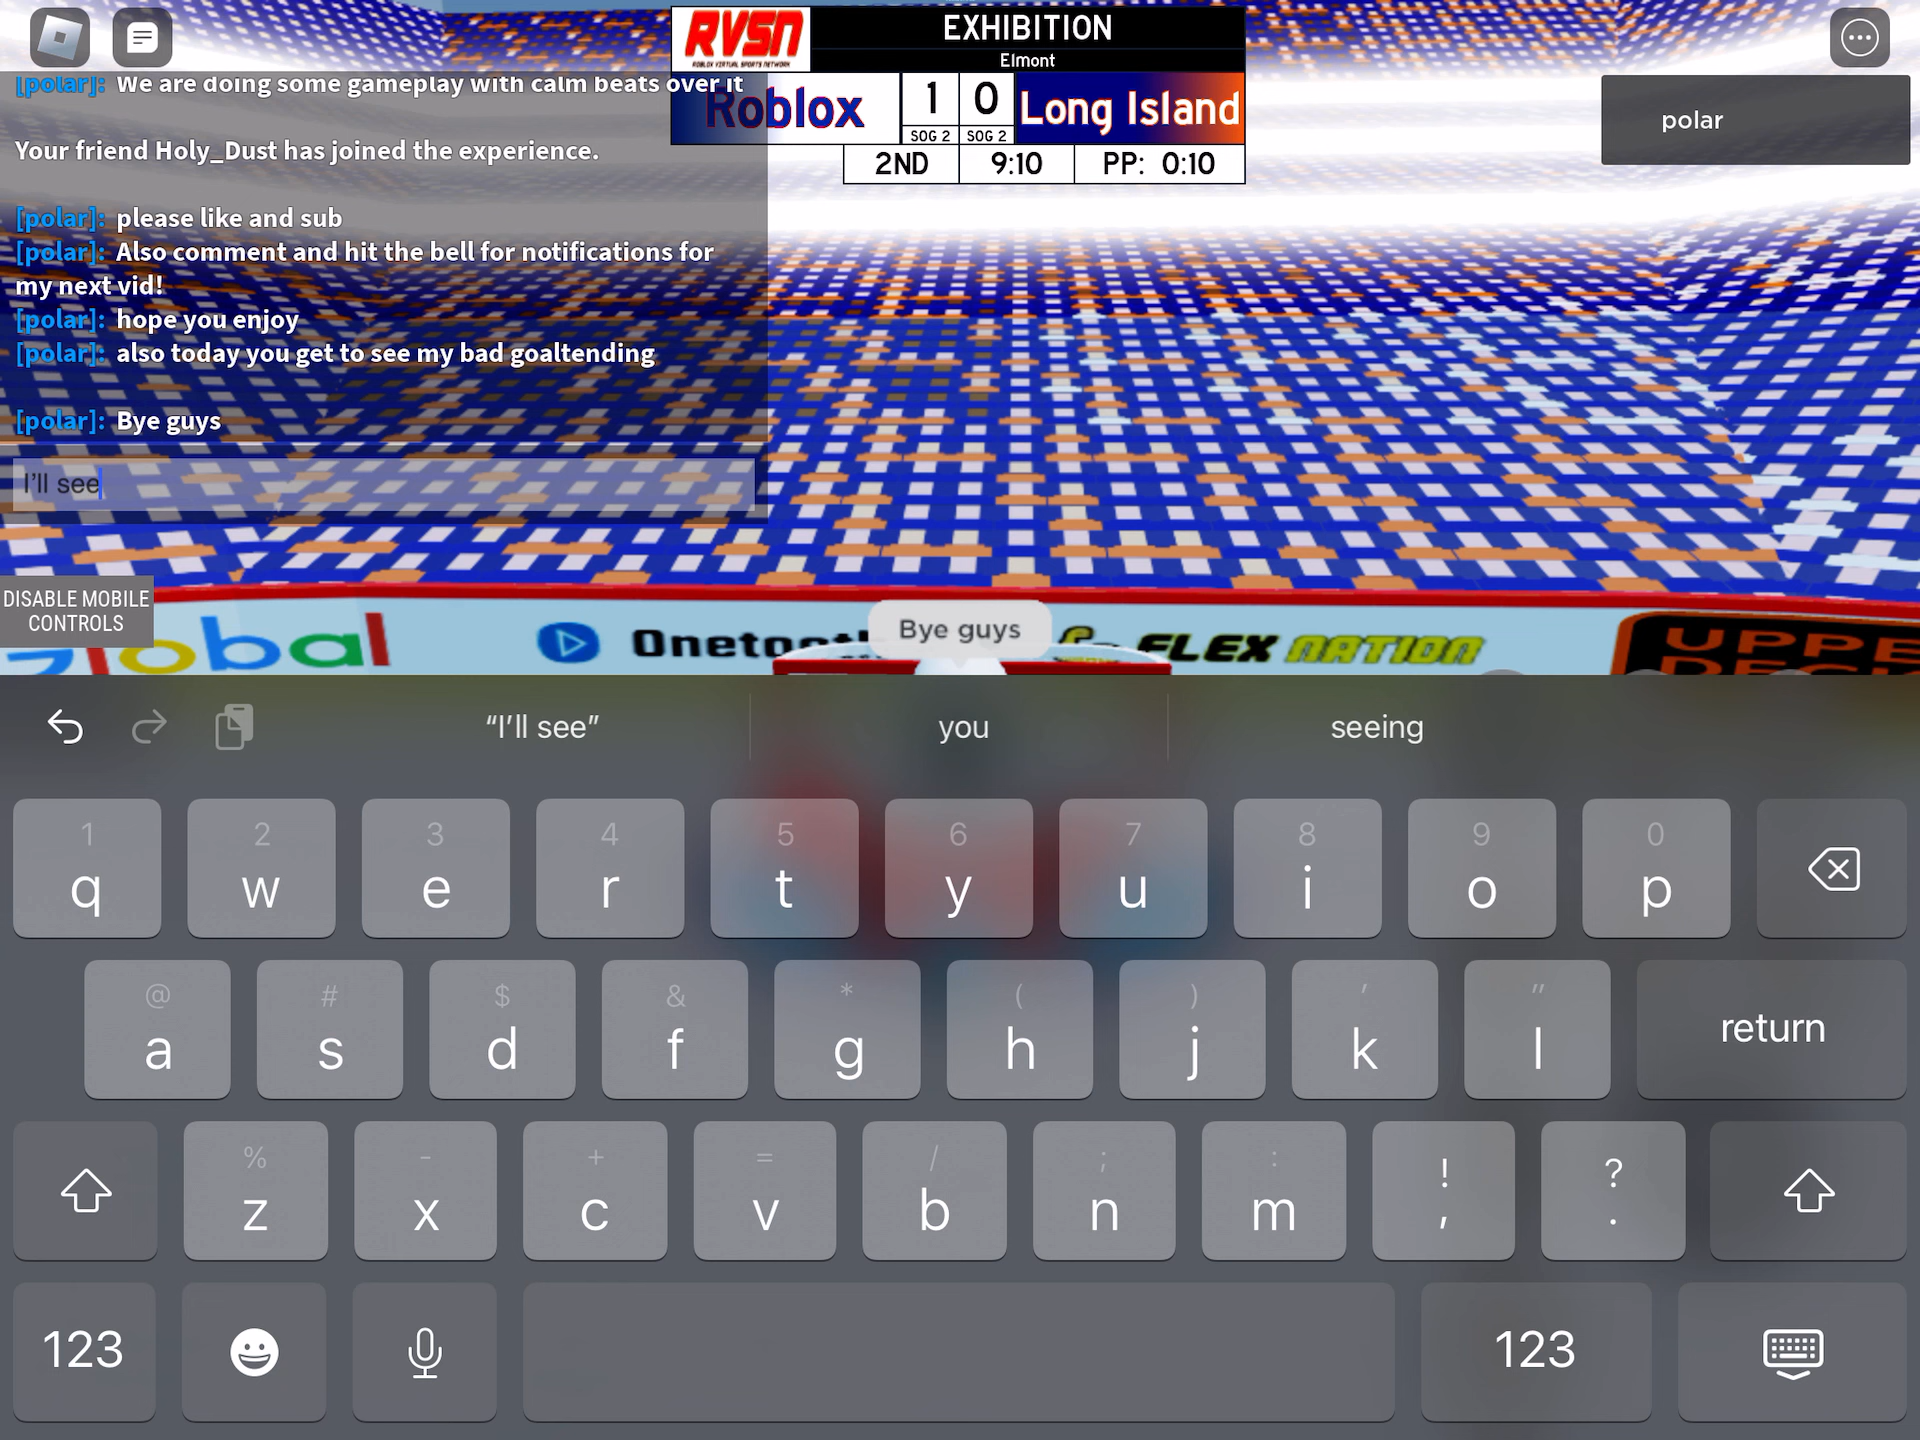 RVSN
ROBLOX VIRTUAL SPORTS NETWORK
EXHIBITION
Elmont
Roblox
1
0
Long Island
SOG 2
SOG 2
2ND
9:10
PP: 0:10
polar
[polar]: We are doing some gameplay with calm beats over it
Your friend Holy_Dust has joined the experience.
[polar]: please like and sub
[polar]: Also comment and hit the bell for notifications for
my next vid!
[polar]: hope you enjoy
[polar]: also today you get to see my bad goaltending
[polar]: Bye guys
I'll see
DISABLE MOBILE
CONTROLS
Bye guys
FLEX NATION
UPPER
“I’ll see” you seeing
1 2 3 4 5 6 7 8 9 0
q w e r t y u i o p
@ # $ & * ( ) ' "
a s d f g h j k l return
% - + = / ; : ! ?
z x c v b n m , .
123 123